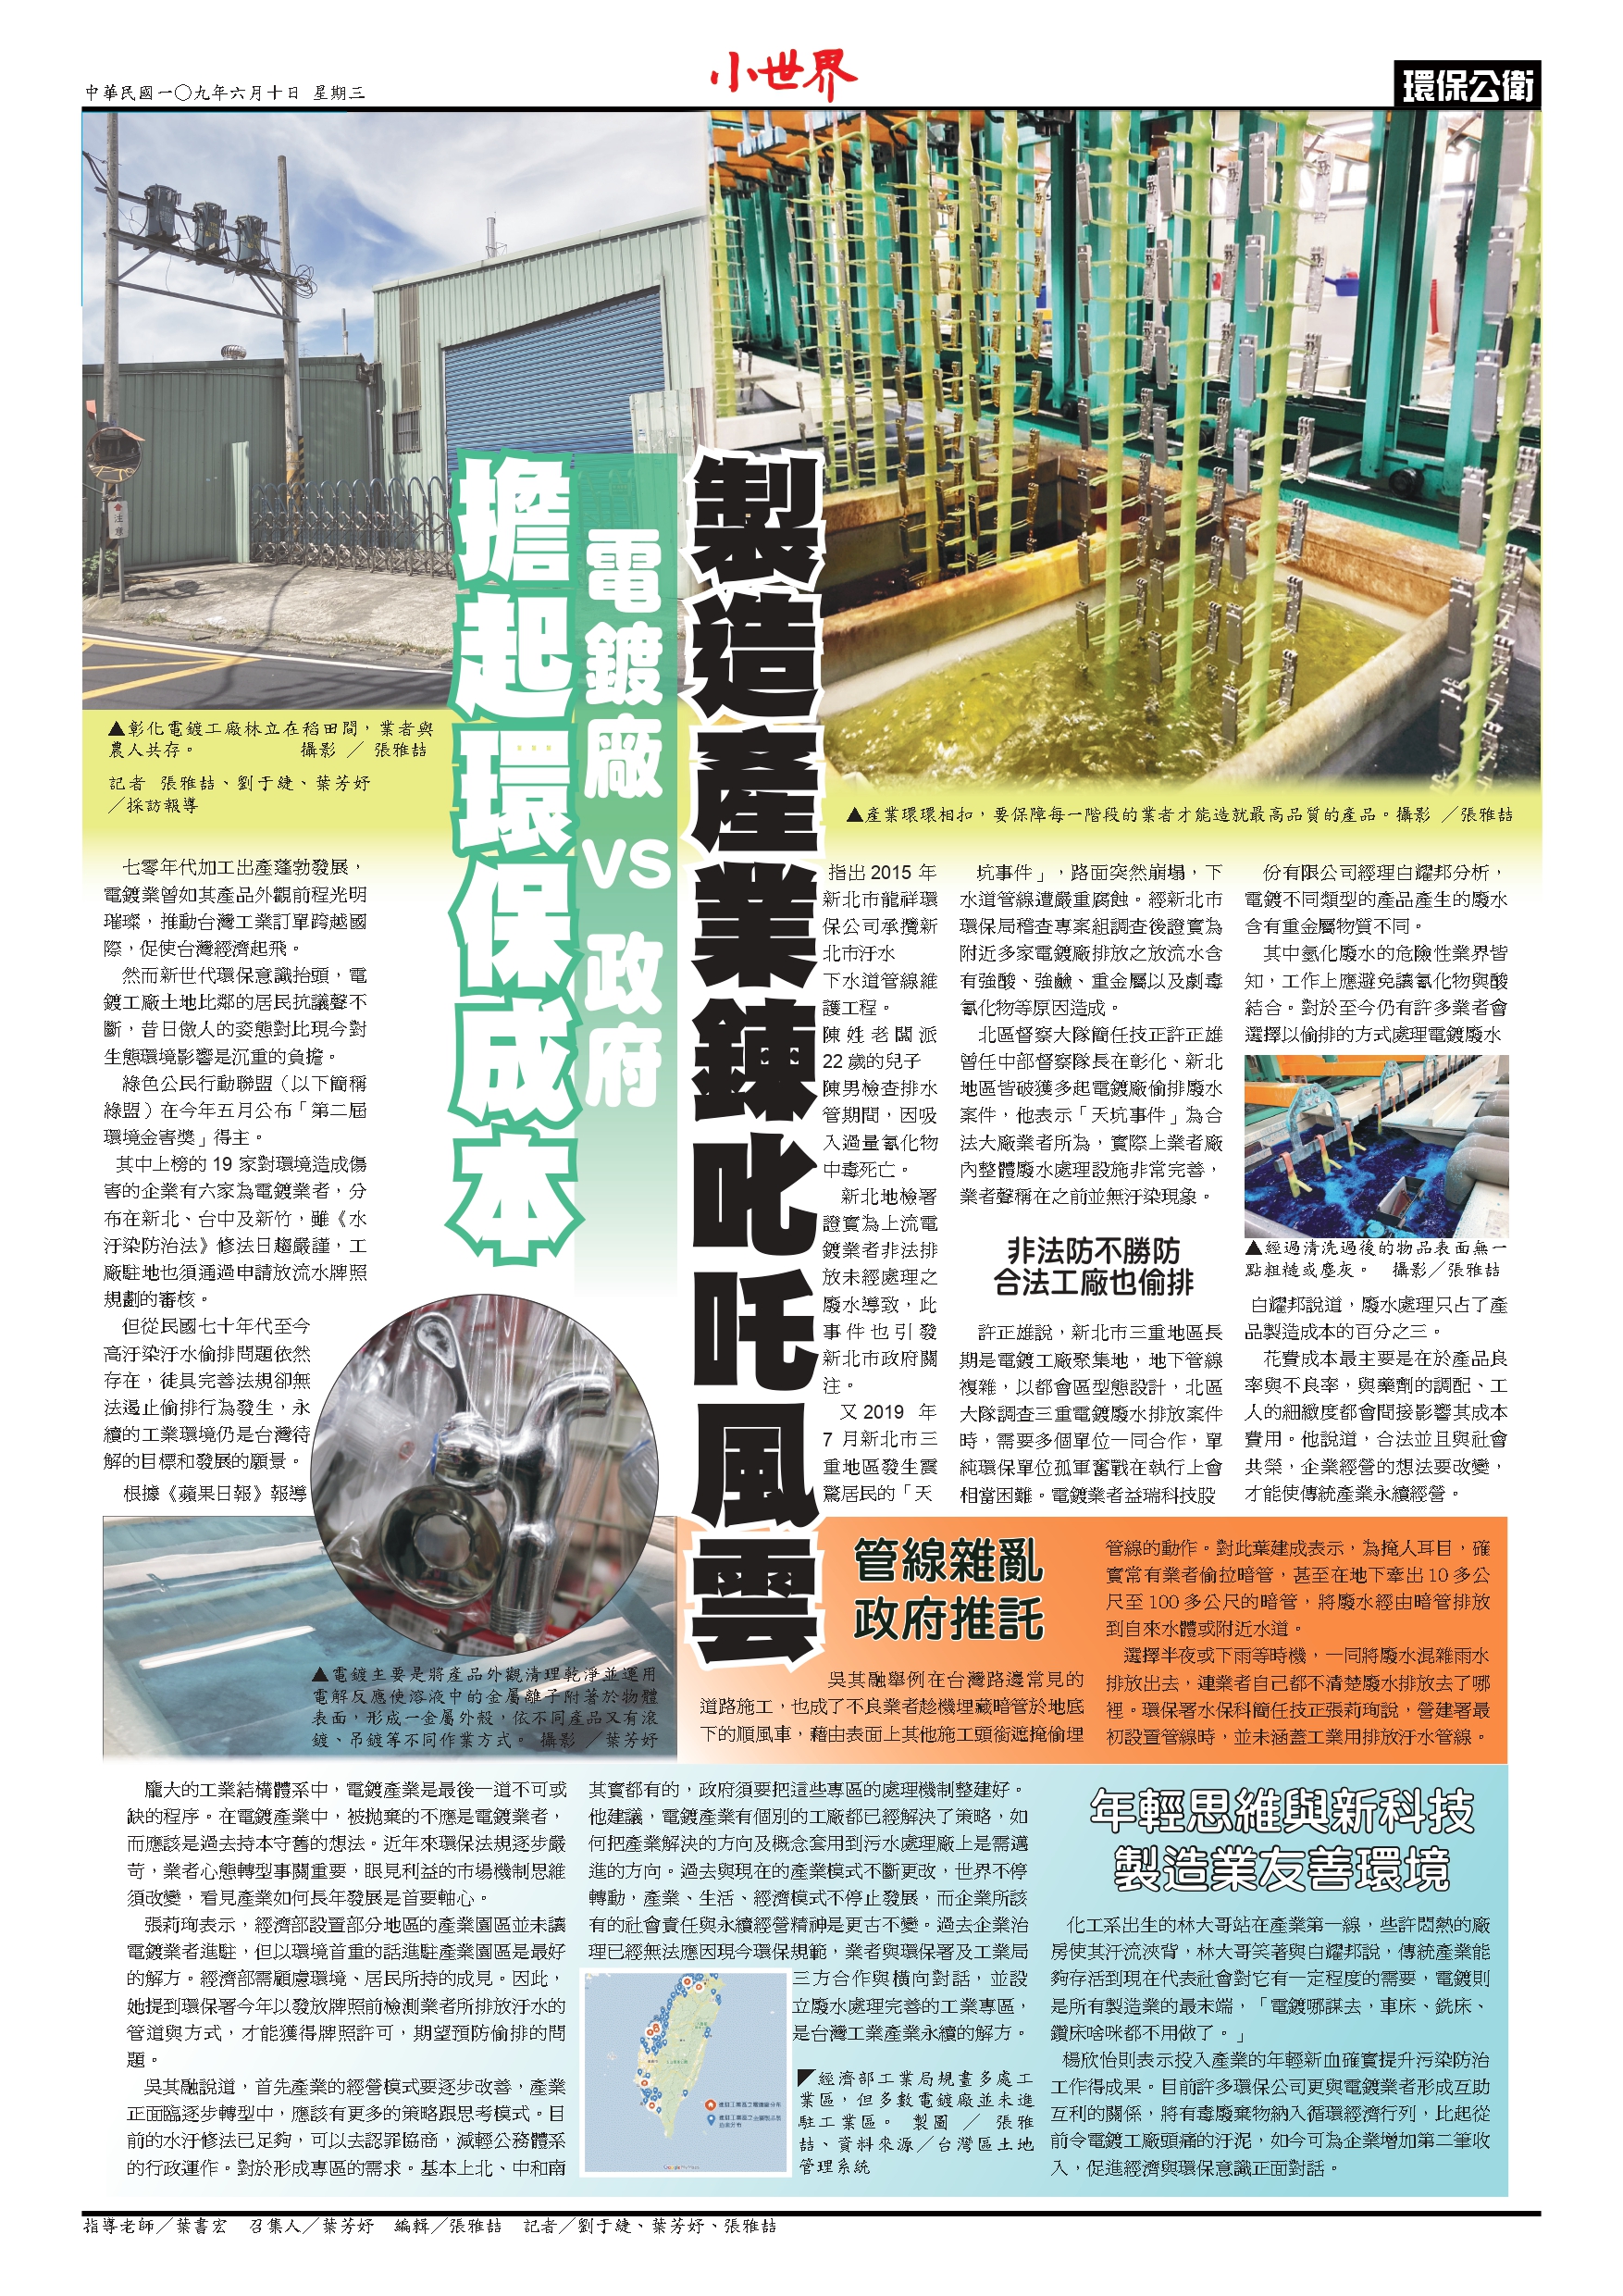 中華民國一〇九年六月十日 星期三
小世界
環保公衛
製造產業鍊叱吒風雲
電鍍廠 VS 政府
擔起環保成本
注意
▲彰化電鍍工廠林立在稻田間，業者與
農人共存。 攝影 ／ 張雅喆
記者 張雅喆、劉于緁、葉芳妤
／採訪報導
▲產業環環相扣，要保障每一階段的業者才能造就最高品質的產品。攝影 ／張雅喆
七零年代加工出產蓬勃發展，
電鍍業曾如其產品外觀前程光明
璀璨，推動台灣工業訂單跨越國
際，促使台灣經濟起飛。
然而新世代環保意識抬頭，電
鍍工廠土地比鄰的居民抗議聲不
斷，昔日傲人的姿態對比現今對
生態環境影響是沉重的負擔。
綠色公民行動聯盟（以下簡稱
綠盟）在今年五月公布「第二屆
環境金害獎」得主。
其中上榜的 19 家對環境造成傷
害的企業有六家為電鍍業者，分
布在新北、台中及新竹，雖《水
汙染防治法》修法日趨嚴謹，工
廠駐地也須通過申請放流水牌照
規劃的審核。
但從民國七十年代至今
高汙染汙水偷排問題依然
存在，徒具完善法規卻無
法遏止偷排行為發生，永
續的工業環境仍是台灣待
解的目標和發展的願景。
根據《蘋果日報》報導
指出 2015 年
新北市龍祥環
保公司承攬新
北市汙水
下水道管線維
護工程。
陳姓老闆派
22 歲的兒子
陳男檢查排水
管期間，因吸
入過量氰化物
中毒死亡。
新北地檢署
證實為上流電
鍍業者非法排
放未經處理之
廢水導致，此
事件也引發
新北市政府關
注。
又 2019 年
7 月新北市三
重地區發生震
驚居民的「天
坑事件」，路面突然崩塌，下
水道管線遭嚴重腐蝕。經新北市
環保局稽查專案組調查後證實為
附近多家電鍍廠排放之放流水含
有強酸、強鹼、重金屬以及劇毒
氰化物等原因造成。
北區督察大隊簡任技正許正雄
曾任中部督察隊長在彰化、新北
地區皆破獲多起電鍍廠偷排廢水
案件，他表示「天坑事件」為合
法大廠業者所為，實際上業者廠
內整體廢水處理設施非常完善，
業者聲稱在之前並無汙染現象。
非法防不勝防
合法工廠也偷排
許正雄說，新北市三重地區長
期是電鍍工廠聚集地，地下管線
複雜，以都會區型態設計，北區
大隊調查三重電鍍廢水排放案件
時，需要多個單位一同合作，單
純環保單位孤軍奮戰在執行上會
相當困難。電鍍業者益瑞科技股
份有限公司經理白耀邦分析，
電鍍不同類型的產品產生的廢水
含有重金屬物質不同。
其中氫化廢水的危險性業界皆
知，工作上應避免讓氰化物與酸
結合。對於至今仍有許多業者會
選擇以偷排的方式處理電鍍廢水
▲經過清洗過後的物品表面無一
點粗糙或塵灰。 攝影／張雅喆
白耀邦說道，廢水處理只占了產
品製造成本的百分之三。
花費成本最主要是在於產品良
率與不良率，與藥劑的調配、工
人的細緻度都會間接影響其成本
費用。他說道，合法並且與社會
共榮，企業經營的想法要改變，
才能使傳統產業永續經營。
▲電鍍主要是將產品外觀清理乾淨並運用
電解反應使溶液中的金屬離子附著於物體
表面，形成一金屬外殼，依不同產品又有滾
鍍、吊鍍等不同作業方式。 攝影 ／葉芳妤
管線雜亂
政府推託
吳其融舉例在台灣路邊常見的
道路施工，也成了不良業者趁機埋藏暗管於地底
下的順風車，藉由表面上其他施工頭銜遮掩偷埋
管線的動作。對此葉建成表示，為掩人耳目，確
實常有業者偷拉暗管，甚至在地下牽出 10 多公
尺至 100 多公尺的暗管，將廢水經由暗管排放
到自來水體或附近水道。
選擇半夜或下雨等時機，一同將廢水混雜雨水
排放出去，連業者自己都不清楚廢水排放去了哪
裡。環保署水保科簡任技正張莉珣說，營建署最
初設置管線時，並未涵蓋工業用排放汙水管線。
年輕思維與新科技
製造業友善環境
化工系出生的林大哥站在產業第一線，些許悶熱的廠
房使其汗流浹背，林大哥笑著與白耀邦說，傳統產業能
夠存活到現在代表社會對它有一定程度的需要，電鍍則
是所有製造業的最末端，「電鍍哪謀去，車床、銑床、
鑽床啥咪都不用做了。」
楊欣怡則表示投入產業的年輕新血確實提升污染防治
工作得成果。目前許多環保公司更與電鍍業者形成互助
互利的關係，將有毒廢棄物納入循環經濟行列，比起從
前令電鍍工廠頭痛的汙泥，如今可為企業增加第二筆收
入，促進經濟與環保意識正面對話。
龐大的工業結構體系中，電鍍產業是最後一道不可或
缺的程序。在電鍍產業中，被拋棄的不應是電鍍業者，
而應該是過去持本守舊的想法。近年來環保法規逐步嚴
苛，業者心態轉型事關重要，眼見利益的市場機制思維
須改變，看見產業如何長年發展是首要軸心。
張莉珣表示，經濟部設置部分地區的產業園區並未讓
電鍍業者進駐，但以環境首重的話進駐產業園區是最好
的解方。經濟部需顧慮環境、居民所持的成見。因此，
她提到環保署今年以發放牌照前檢測業者所排放汙水的
管道與方式，才能獲得牌照許可，期望預防偷排的問
題。
吳其融說道，首先產業的經營模式要逐步改善，產業
正面臨逐步轉型中，應該有更多的策略跟思考模式。目
前的水汙修法已足夠，可以去認罪協商，減輕公務體系
的行政運作。對於形成專區的需求。基本上北、中和南
其實都有的，政府須要把這些專區的處理機制整建好。
他建議，電鍍產業有個別的工廠都已經解決了策略，如
何把產業解決的方向及概念套用到污水處理廠上是需邁
進的方向。過去與現在的產業模式不斷更改，世界不停
轉動，產業、生活、經濟模式不停止發展，而企業所該
有的社會責任與永續經營精神是更古不變。過去企業治
理已經無法應因現今環保規範，業者與環保署及工業局
三方合作與橫向對話，並設
立廢水處理完善的工業專區，
是台灣工業產業永續的解方。
◤經濟部工業局規畫多處工
業區，但多數電鍍廠並未進
駐工業區。 製圖 ／ 張雅
喆、資料來源／台灣區土地
管理系統
指導老師／葉書宏 召集人／葉芳妤 編輯／張雅喆 記者／劉于緁、葉芳妤、張雅喆